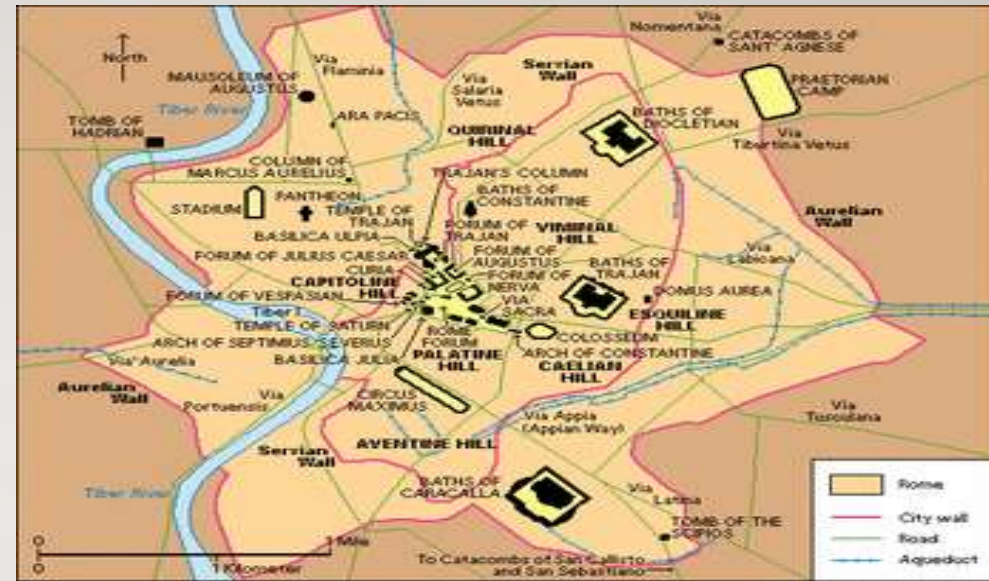 North
MAUSOLEUM OF
AUGUSTUS
Via
Flaminia
Tiber River
TOMB OF
HADRIAN
ARA PACIS
Via
Salaria
Vetus
Servian
Wall
Via
Nomentana
CATACOMBS OF
SANT' AGNESE
PRAETORIAN
CAMP
BATHS OF
DIOCLETIAN
Via
Tiburtina Vetus
QUIRINAL
HILL
COLUMN OF
MARCUS AURELIUS
TRAJAN'S COLUMN
PANTHEON
STADIUM
TEMPLE OF
TRAJAN
BATHS OF
CONSTANTINE
BASILICA ULPIA
FORUM OF
TRAJAN
VIMINAL
HILL
Aurelian
Wall
FORUM OF JULIUS CAESAR
FORUM OF
AUGUSTUS
CURIA
CAPITOLINE
HILL
FORUM OF
NERVA
BATHS OF
TRAJAN
Via
Labicana
FORUM OF VESPASIAN
VIA
SACRA
DOMUS AUREA
Tiber I
ESQUILINE
HILL
TEMPLE OF SATURN
ROME
FORUM
COLOSSEUM
ARCH OF SEPTIMIUS SEVERUS
PALATINE
HILL
ARCH OF CONSTANTINE
BASILICA JULIA
CAELIAN
HILL
Via Aurelia
Aurelian
Wall
Via
Portuensis
CIRCUS
MAXIMUS
Via Appia
(Appian Way)
Via
Tusculana
AVENTINE HILL
Servian
Wall
BATHS OF
CARACALLA
Via
Latina
Tiber River
TOMB OF THE
SCIPIOS
0
1 Mile
0
1 Kilometer
To Catacombs of San Callisto
and San Sebastiano
Rome
City wall
Road
Aqueduct